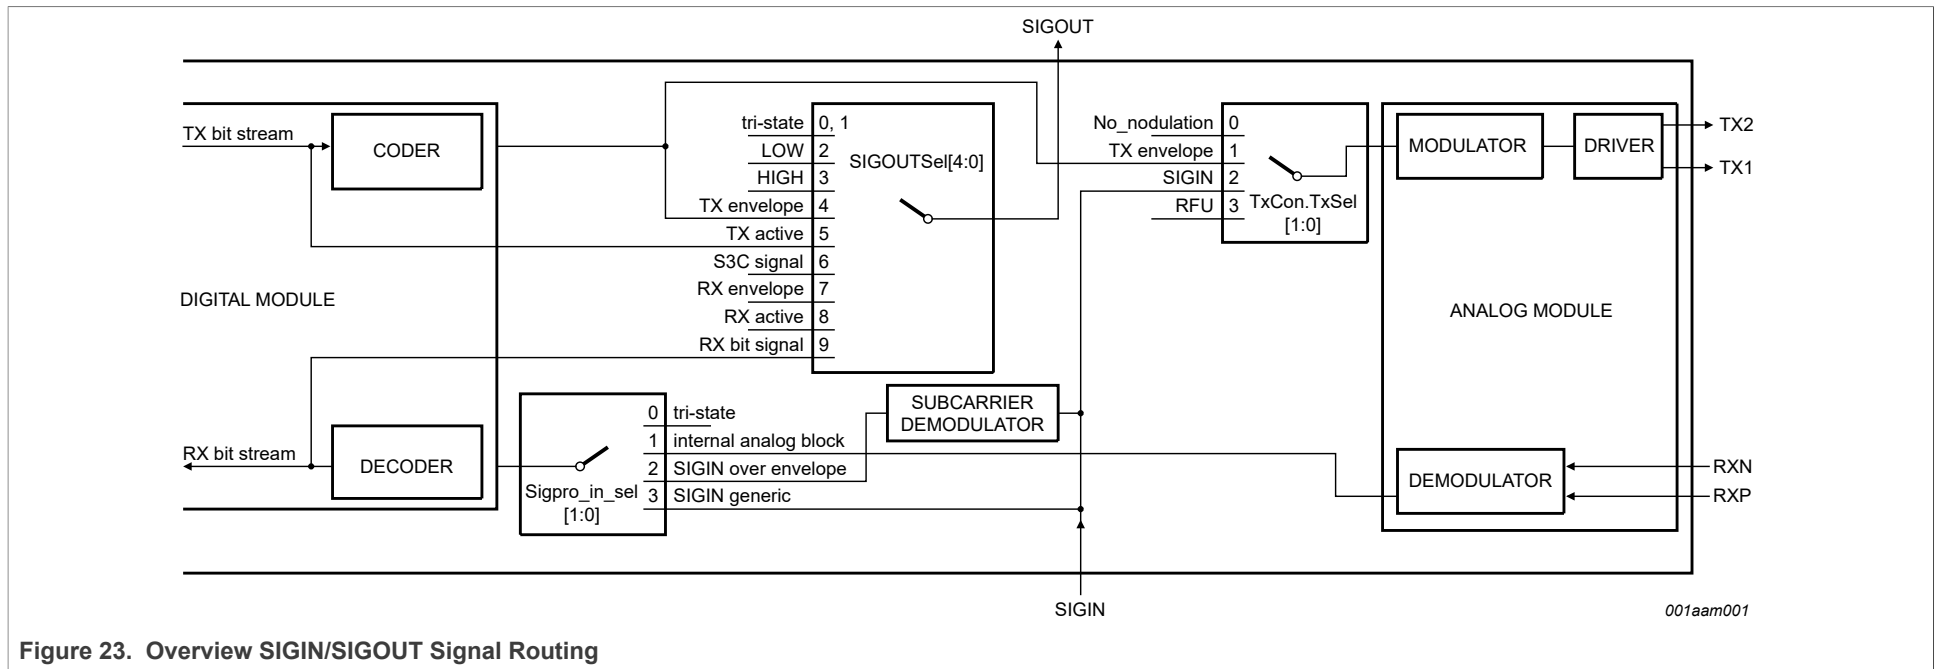 SIGOUT
TX bit stream
CODER
tri-state 0, 1
LOW 2
HIGH 3
TX envelope 4
TX active 5
S3C signal 6
RX envelope 7
RX active 8
RX bit signal 9
SIGOUTSel[4:0]
No_nodulation 0
TX envelope 1
SIGIN 2
RFU 3
TxCon.TxSel
[1:0]
MODULATOR
DRIVER
TX2
TX1
DIGITAL MODULE
ANALOG MODULE
SUBCARRIER
DEMODULATOR
0 tri-state
1 internal analog block
2 SIGIN over envelope
3 SIGIN generic
Sigpro_in_sel
[1:0]
RX bit stream
DECODER
DEMODULATOR
RXN
RXP
SIGIN
001aam001
Figure 23. Overview SIGIN/SIGOUT Signal Routing